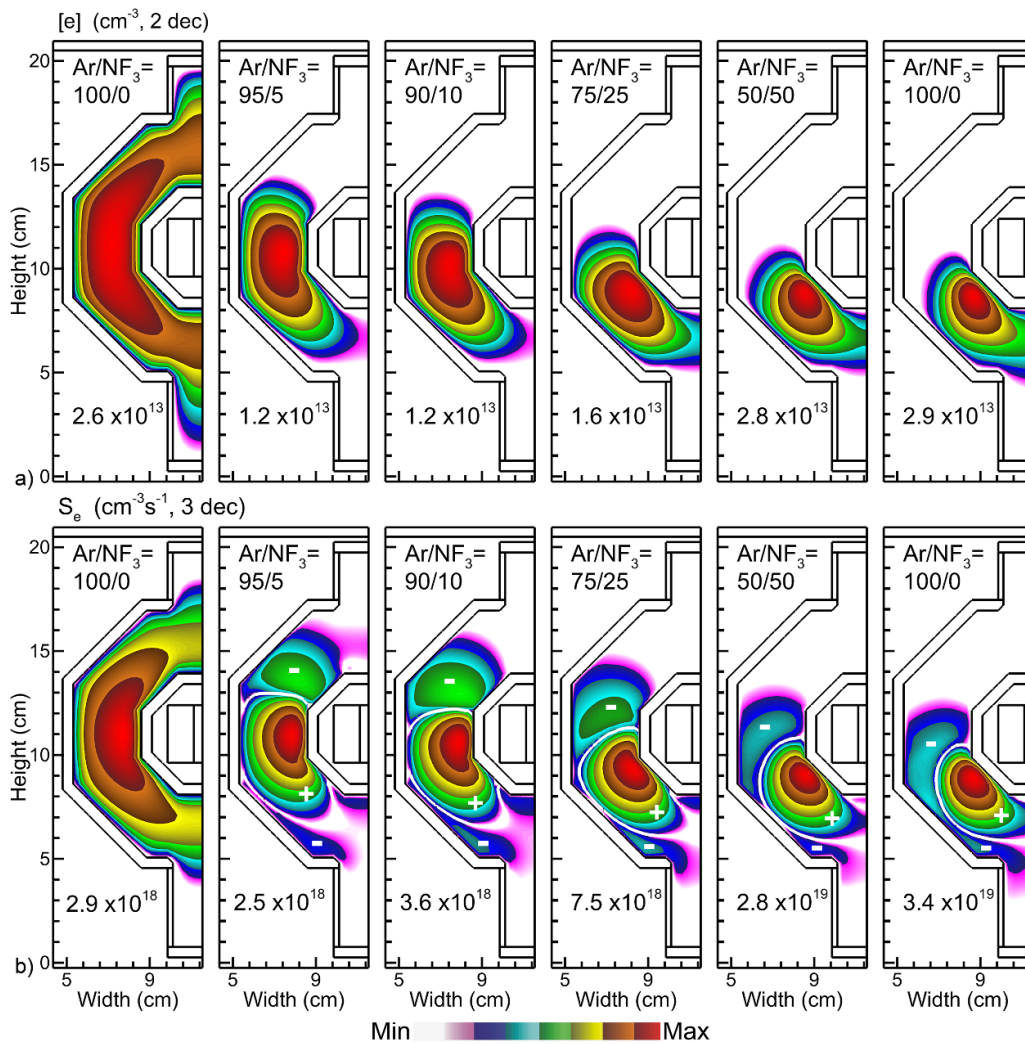 [e] (cm⁻³, 2 dec)
Ar/NF₃= 100/0
Ar/NF₃= 95/5
Ar/NF₃= 90/10
Ar/NF₃= 75/25
Ar/NF₃= 50/50
Ar/NF₃= 100/0
20
15
10
5
0
Height (cm)
2.6 x10¹³
1.2 x10¹³
1.2 x10¹³
1.6 x10¹³
2.8 x10¹³
2.9 x10¹³
a)
Sₑ (cm⁻³s⁻¹, 3 dec)
Ar/NF₃= 100/0
Ar/NF₃= 95/5
Ar/NF₃= 90/10
Ar/NF₃= 75/25
Ar/NF₃= 50/50
Ar/NF₃= 100/0
20
15
10
5
0
Height (cm)
- + -
- + -
- + -
- + -
- + -
2.9 x10¹⁸
2.5 x10¹⁸
3.6 x10¹⁸
7.5 x10¹⁸
2.8 x10¹⁹
3.4 x10¹⁹
b)
5 9
5 9
5 9
5 9
5 9
5 9
Width (cm)
Width (cm)
Width (cm)
Width (cm)
Width (cm)
Width (cm)
Min Max